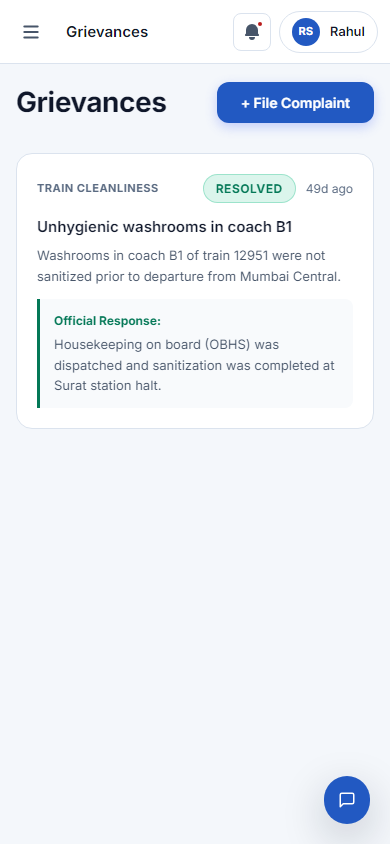 Grievances
RS Rahul
Grievances
+ File Complaint
TRAIN CLEANLINESS
RESOLVED
49d ago
Unhygienic washrooms in coach B1
Washrooms in coach B1 of train 12951 were not
sanitized prior to departure from Mumbai Central.
Official Response:
Housekeeping on board (OBHS) was
dispatched and sanitization was completed at
Surat station halt.